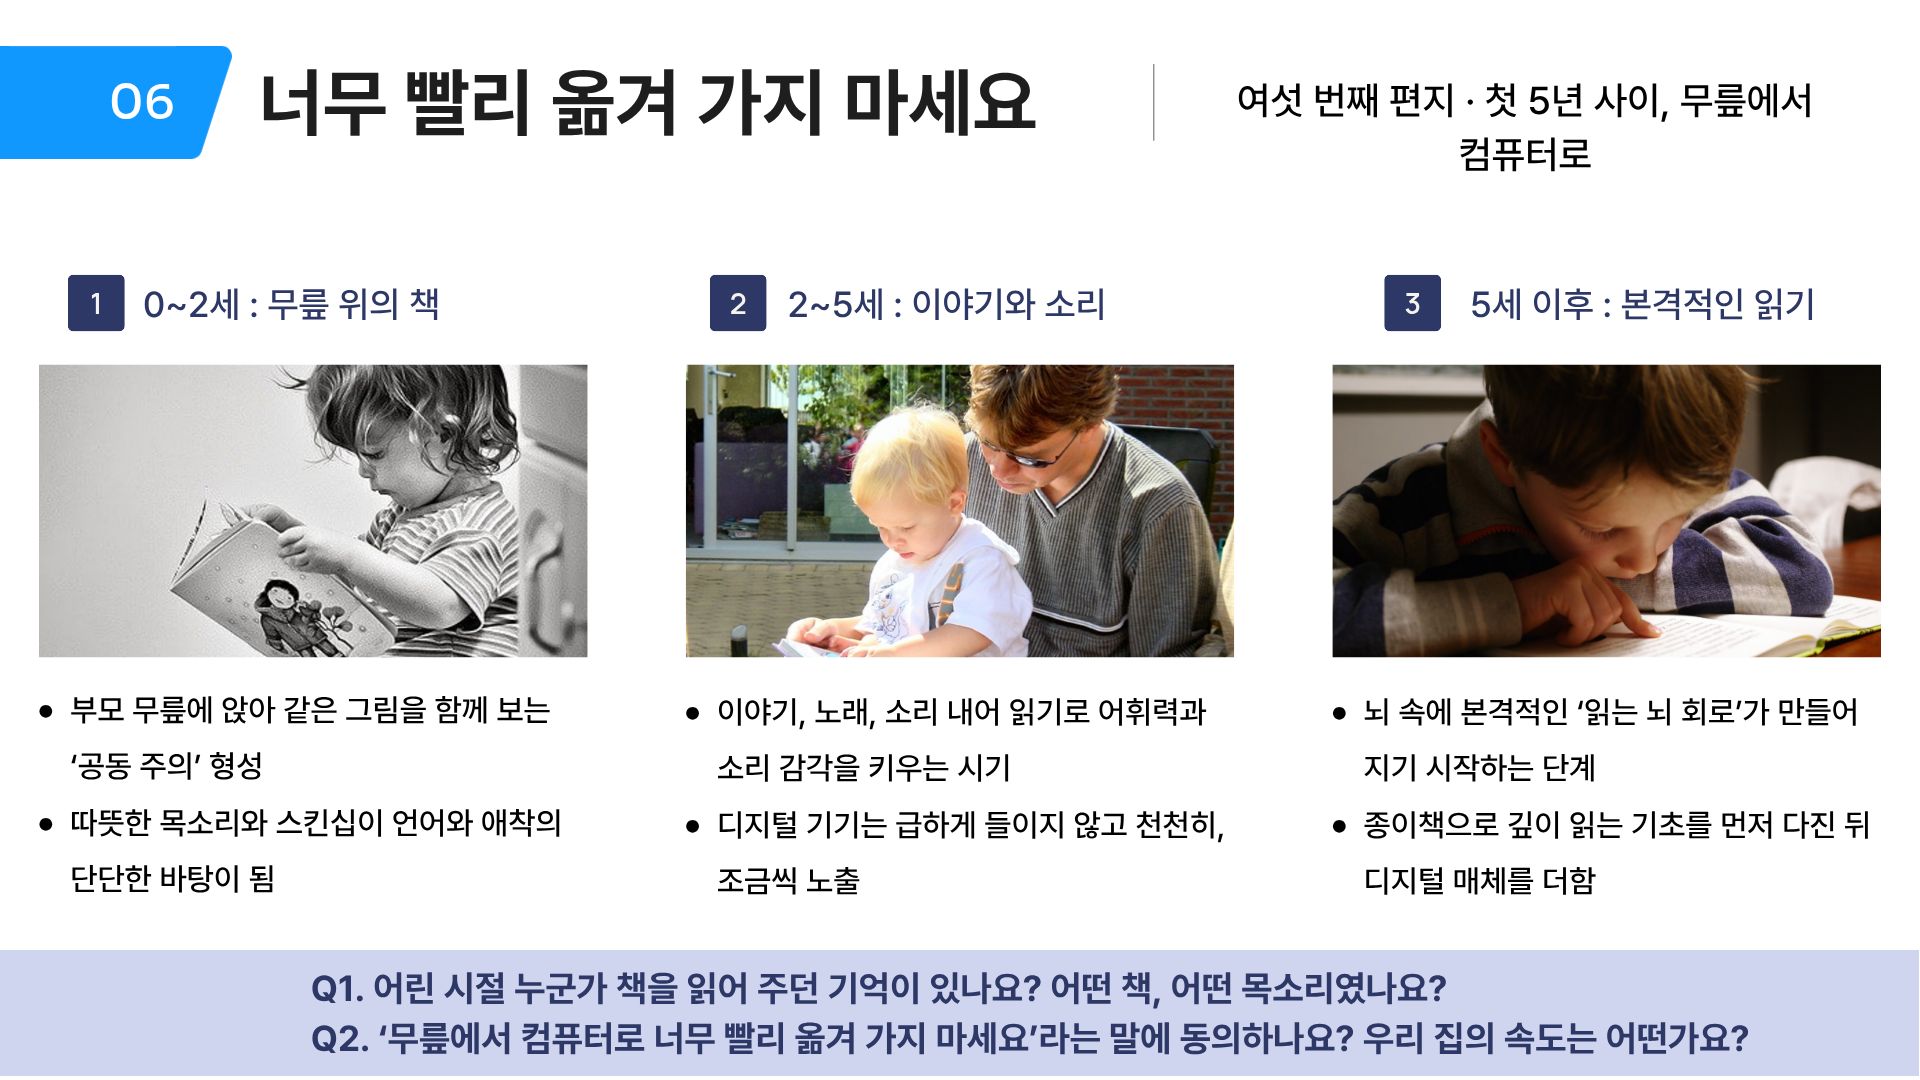 06
너무 빨리 옮겨 가지 마세요
여섯 번째 편지 · 첫 5년 사이, 무릎에서
컴퓨터로
1
0~2세 : 무릎 위의 책
부모 무릎에 앉아 같은 그림을 함께 보는
‘공동 주의’ 형성
따뜻한 목소리와 스킨십이 언어와 애착의
단단한 바탕이 됨
2
2~5세 : 이야기와 소리
이야기, 노래, 소리 내어 읽기로 어휘력과
소리 감각을 키우는 시기
디지털 기기는 급하게 들이지 않고 천천히,
조금씩 노출
3
5세 이후 : 본격적인 읽기
뇌 속에 본격적인 ‘읽는 뇌 회로’가 만들어
지기 시작하는 단계
종이책으로 깊이 읽는 기초를 먼저 다진 뒤
디지털 매체를 더함
Q1. 어린 시절 누군가 책을 읽어 주던 기억이 있나요? 어떤 책, 어떤 목소리였나요?
Q2. ‘무릎에서 컴퓨터로 너무 빨리 옮겨 가지 마세요’라는 말에 동의하나요? 우리 집의 속도는 어떤가요?